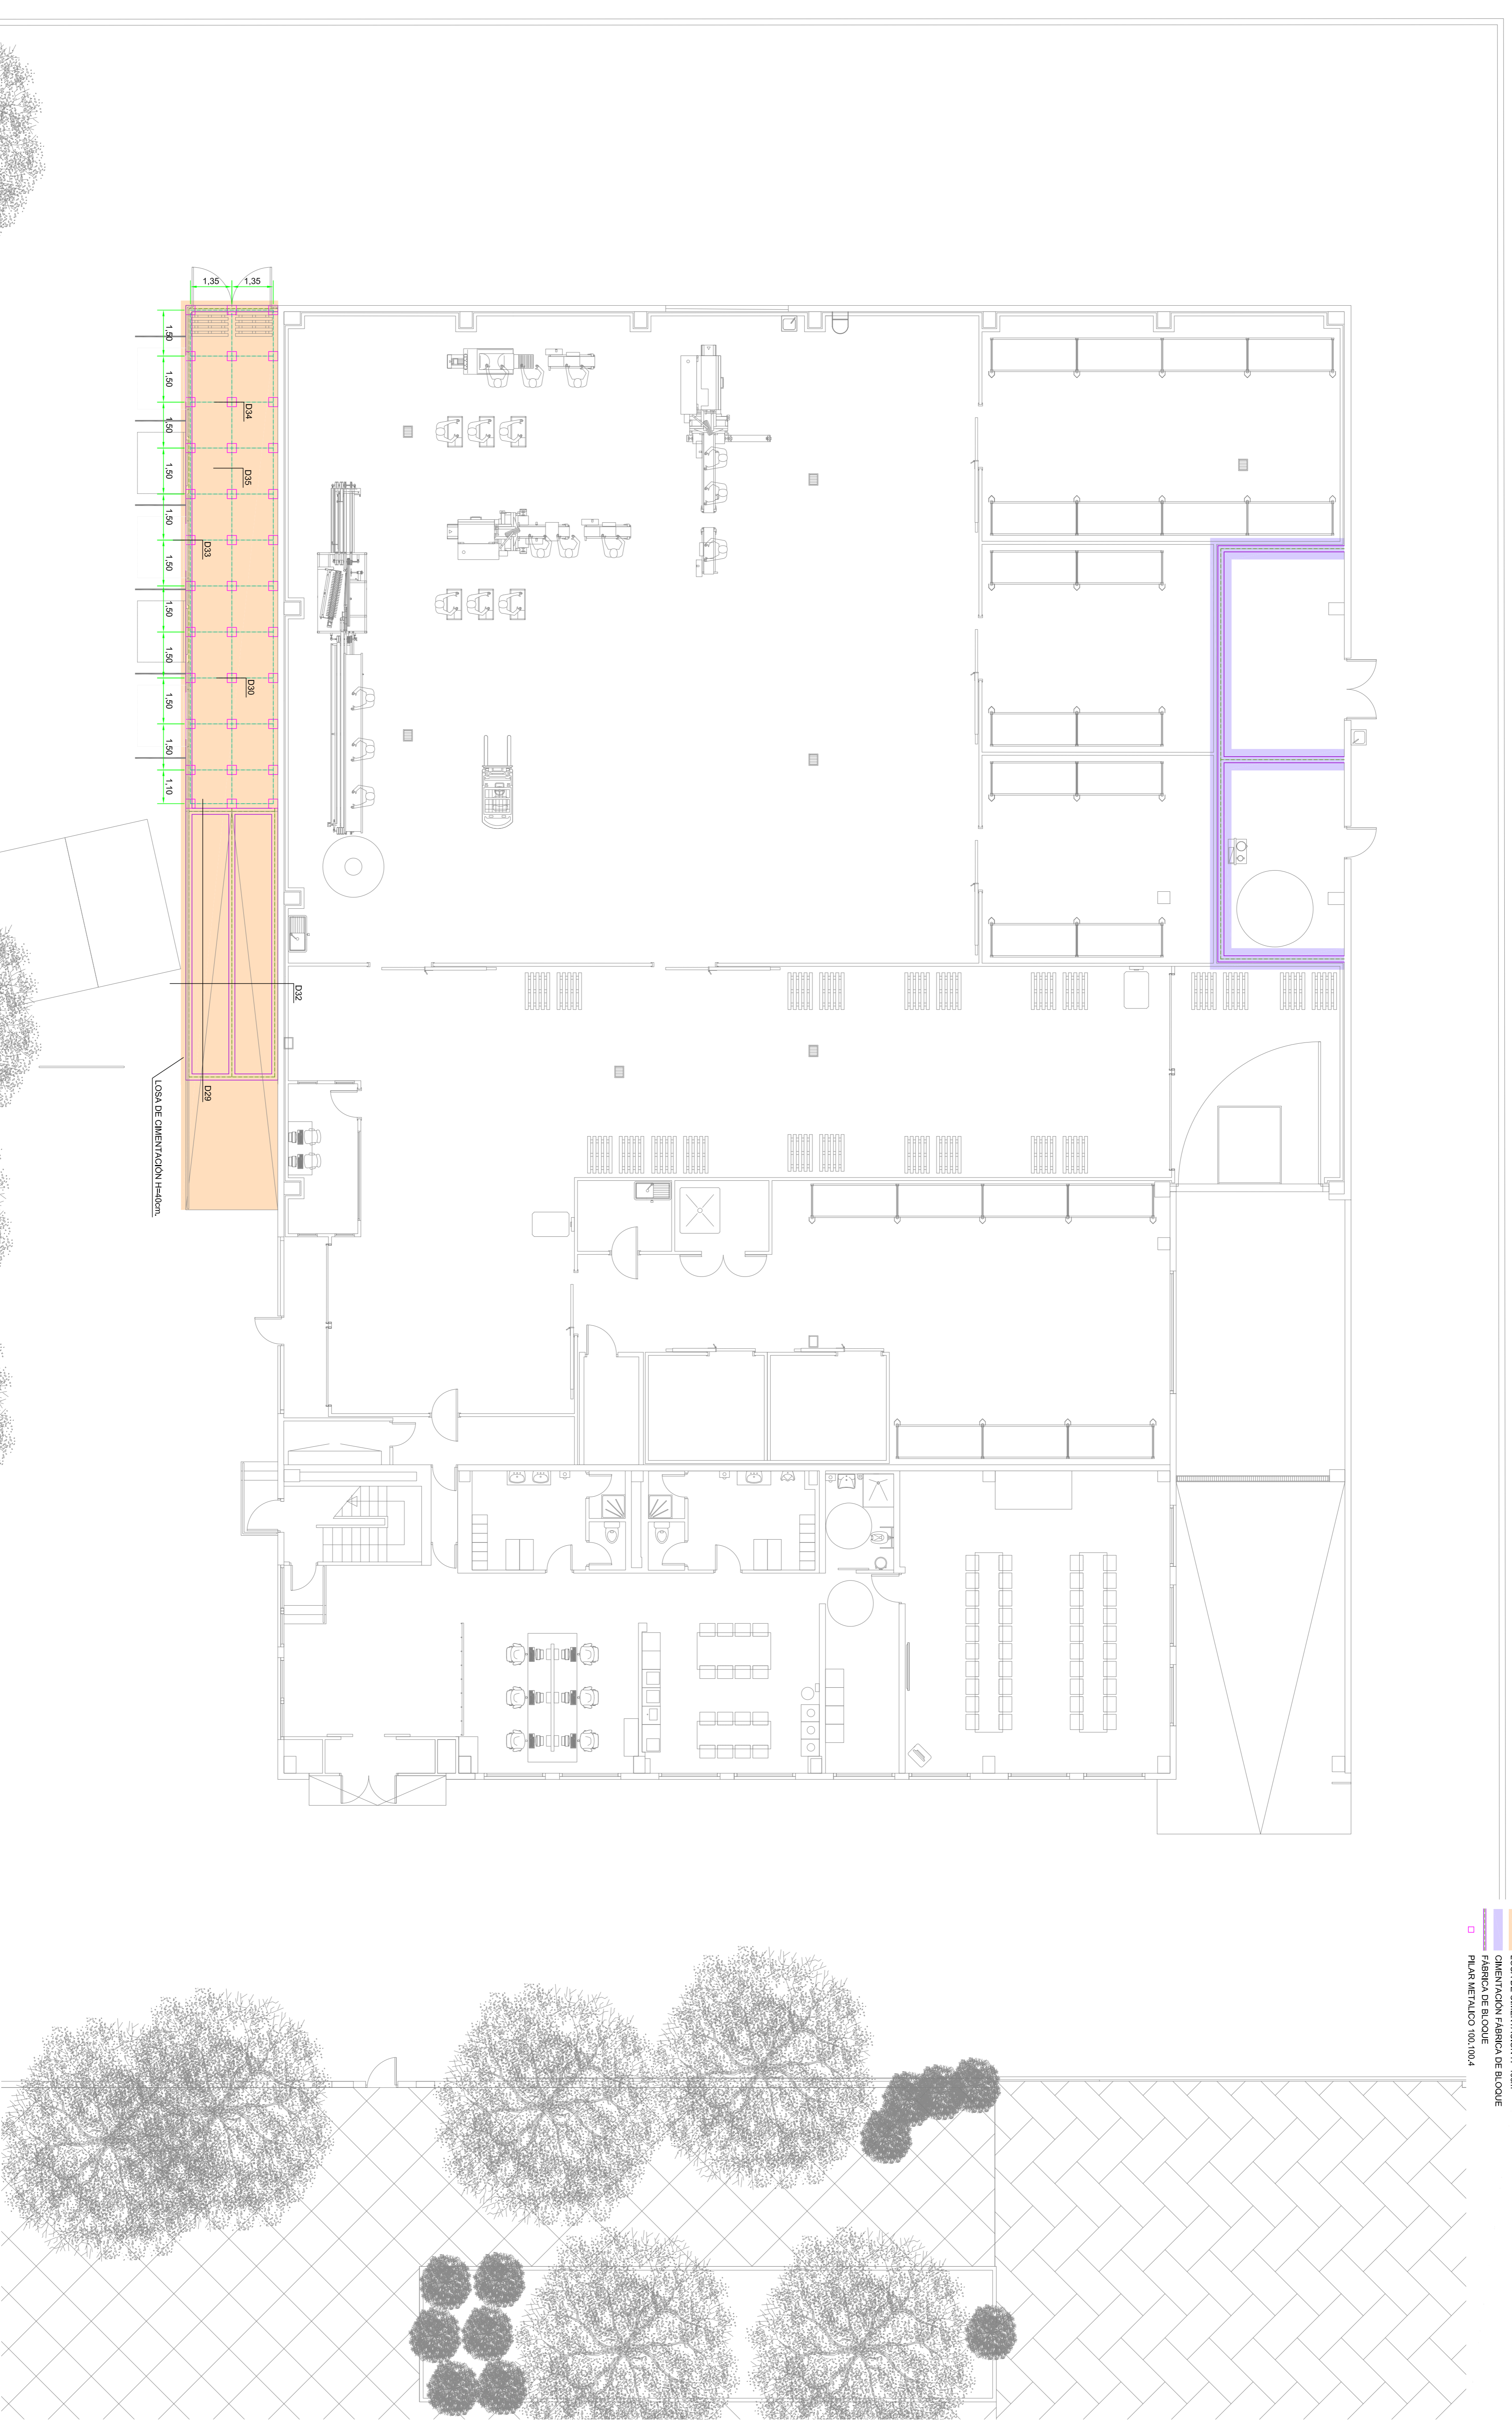 1,35
1,35
1,50
1,50
1,50
1,50
1,50
1,50
1,50
1,50
1,50
1,50
1,10
D34
D35
D33
D30
D32
D29
LOSA DE CIMENTACIÓN H=40cm.
CIMENTACIÓN FÁBRICA DE BLOQUE
FÁBRICA DE BLOQUE
PILAR METALICO 100.100.4